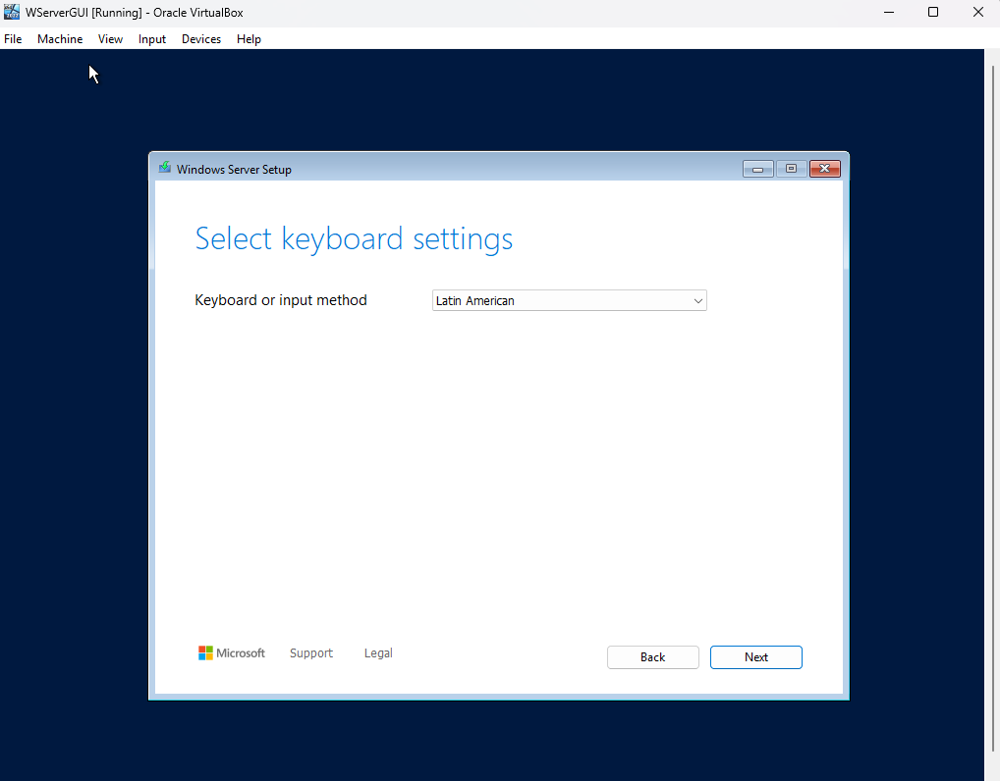 WServerGUI [Running] - Oracle VirtualBox
File Machine View Input Devices Help
Windows Server Setup
Select keyboard settings
Keyboard or input method
Latin American
Microsoft Support Legal
Back Next